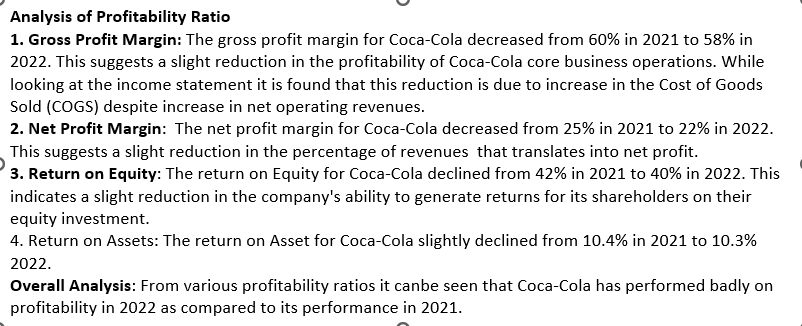 Analysis of Profitability Ratio
1. Gross Profit Margin: The gross profit margin for Coca-Cola decreased from 60% in 2021 to 58% in
2022. This suggests a slight reduction in the profitability of Coca-Cola core business operations. While
looking at the income statement it is found that this reduction is due to increase in the Cost of Goods
Sold (COGS) despite increase in net operating revenues.
2. Net Profit Margin: The net profit margin for Coca-Cola decreased from 25% in 2021 to 22% in 2022.
This suggests a slight reduction in the percentage of revenues that translates into net profit.
3. Return on Equity: The return on Equity for Coca-Cola declined from 42% in 2021 to 40% in 2022. This
indicates a slight reduction in the company's ability to generate returns for its shareholders on their
equity investment.
4. Return on Assets: The return on Asset for Coca-Cola slightly declined from 10.4% in 2021 to 10.3%
2022.
Overall Analysis: From various profitability ratios it canbe seen that Coca-Cola has performed badly on
profitability in 2022 as compared to its performance in 2021.